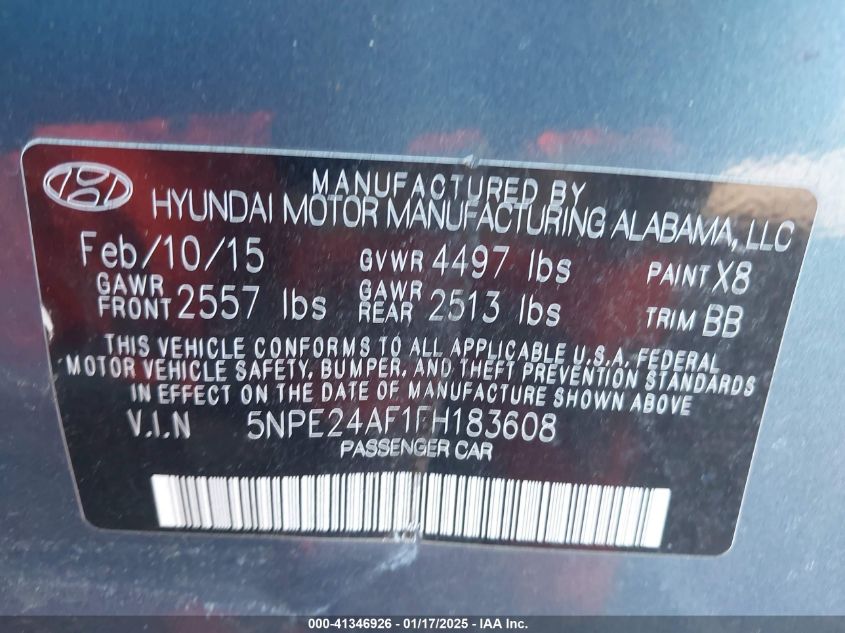 MANUFACTURED BY
HYUNDAI MOTOR MANUFACTURING ALABAMA, LLC
Feb/10/15 GVWR 4497 lbs PAINT X8
GAWR FRONT 2557 lbs GAWR REAR 2513 lbs TRIM BB
THIS VEHICLE CONFORMS TO ALL APPLICABLE U.S.A. FEDERAL
MOTOR VEHICLE SAFETY, BUMPER, AND THEFT PREVENTION STANDARDS
IN EFFECT ON THE DATE OF MANUFACTURE SHOWN ABOVE
V.I.N 5NPE24AF1FH183608
PASSENGER CAR
000-41346926 - 01/17/2025 - IAA Inc.